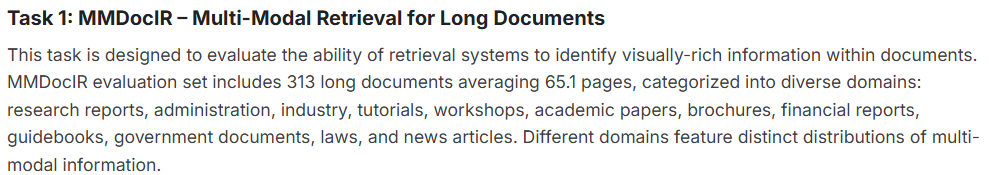 Task 1: MMDocIR – Multi-Modal Retrieval for Long Documents
This task is designed to evaluate the ability of retrieval systems to identify visually-rich information within documents.
MMDocIR evaluation set includes 313 long documents averaging 65.1 pages, categorized into diverse domains:
research reports, administration, industry, tutorials, workshops, academic papers, brochures, financial reports,
guidebooks, government documents, laws, and news articles. Different domains feature distinct distributions of multi-
modal information.